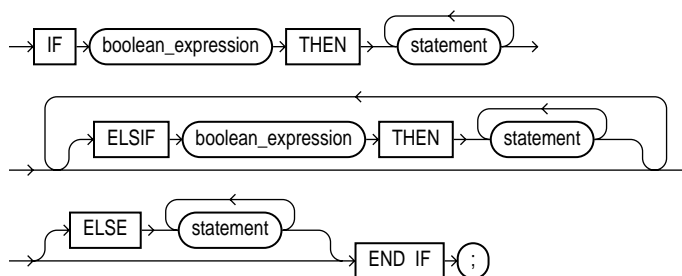 IF boolean_expression THEN statement
ELSIF boolean_expression THEN statement
ELSE statement
END IF ;